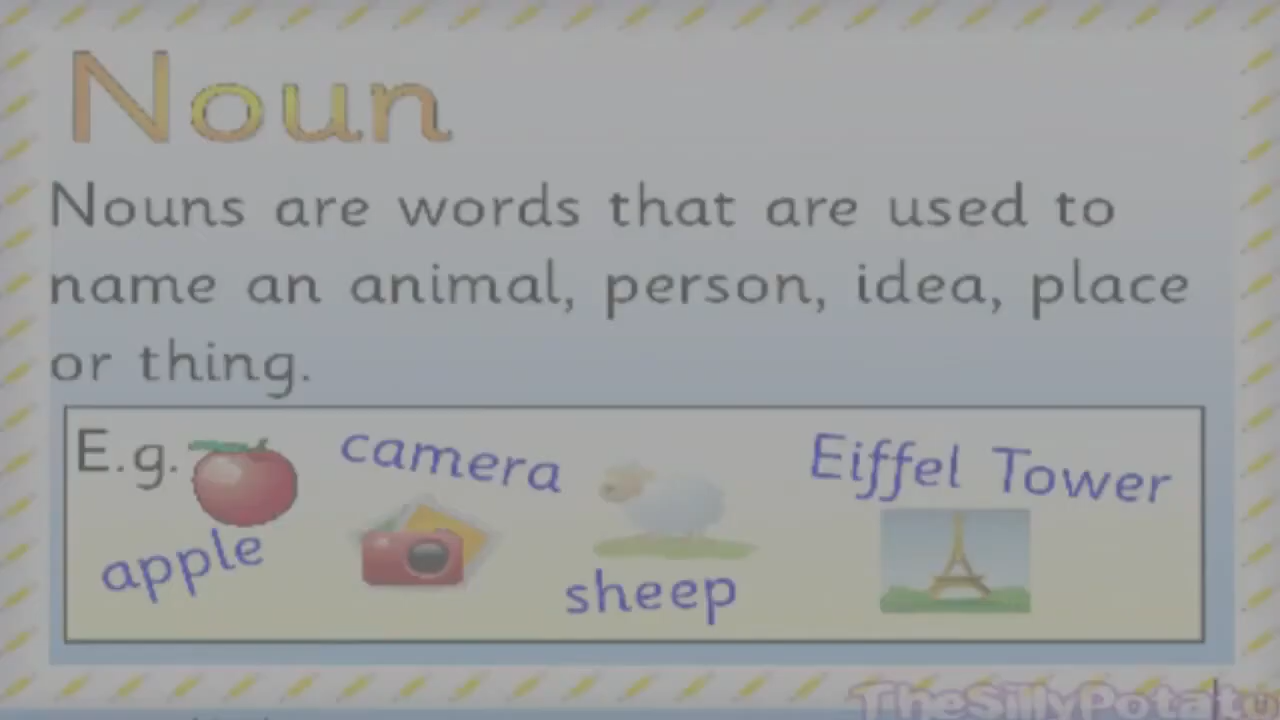 Noun
Nouns are words that are used to
name an animal, person, idea, place
or thing.
E.g.
camera
Eiffel Tower
apple
sheep